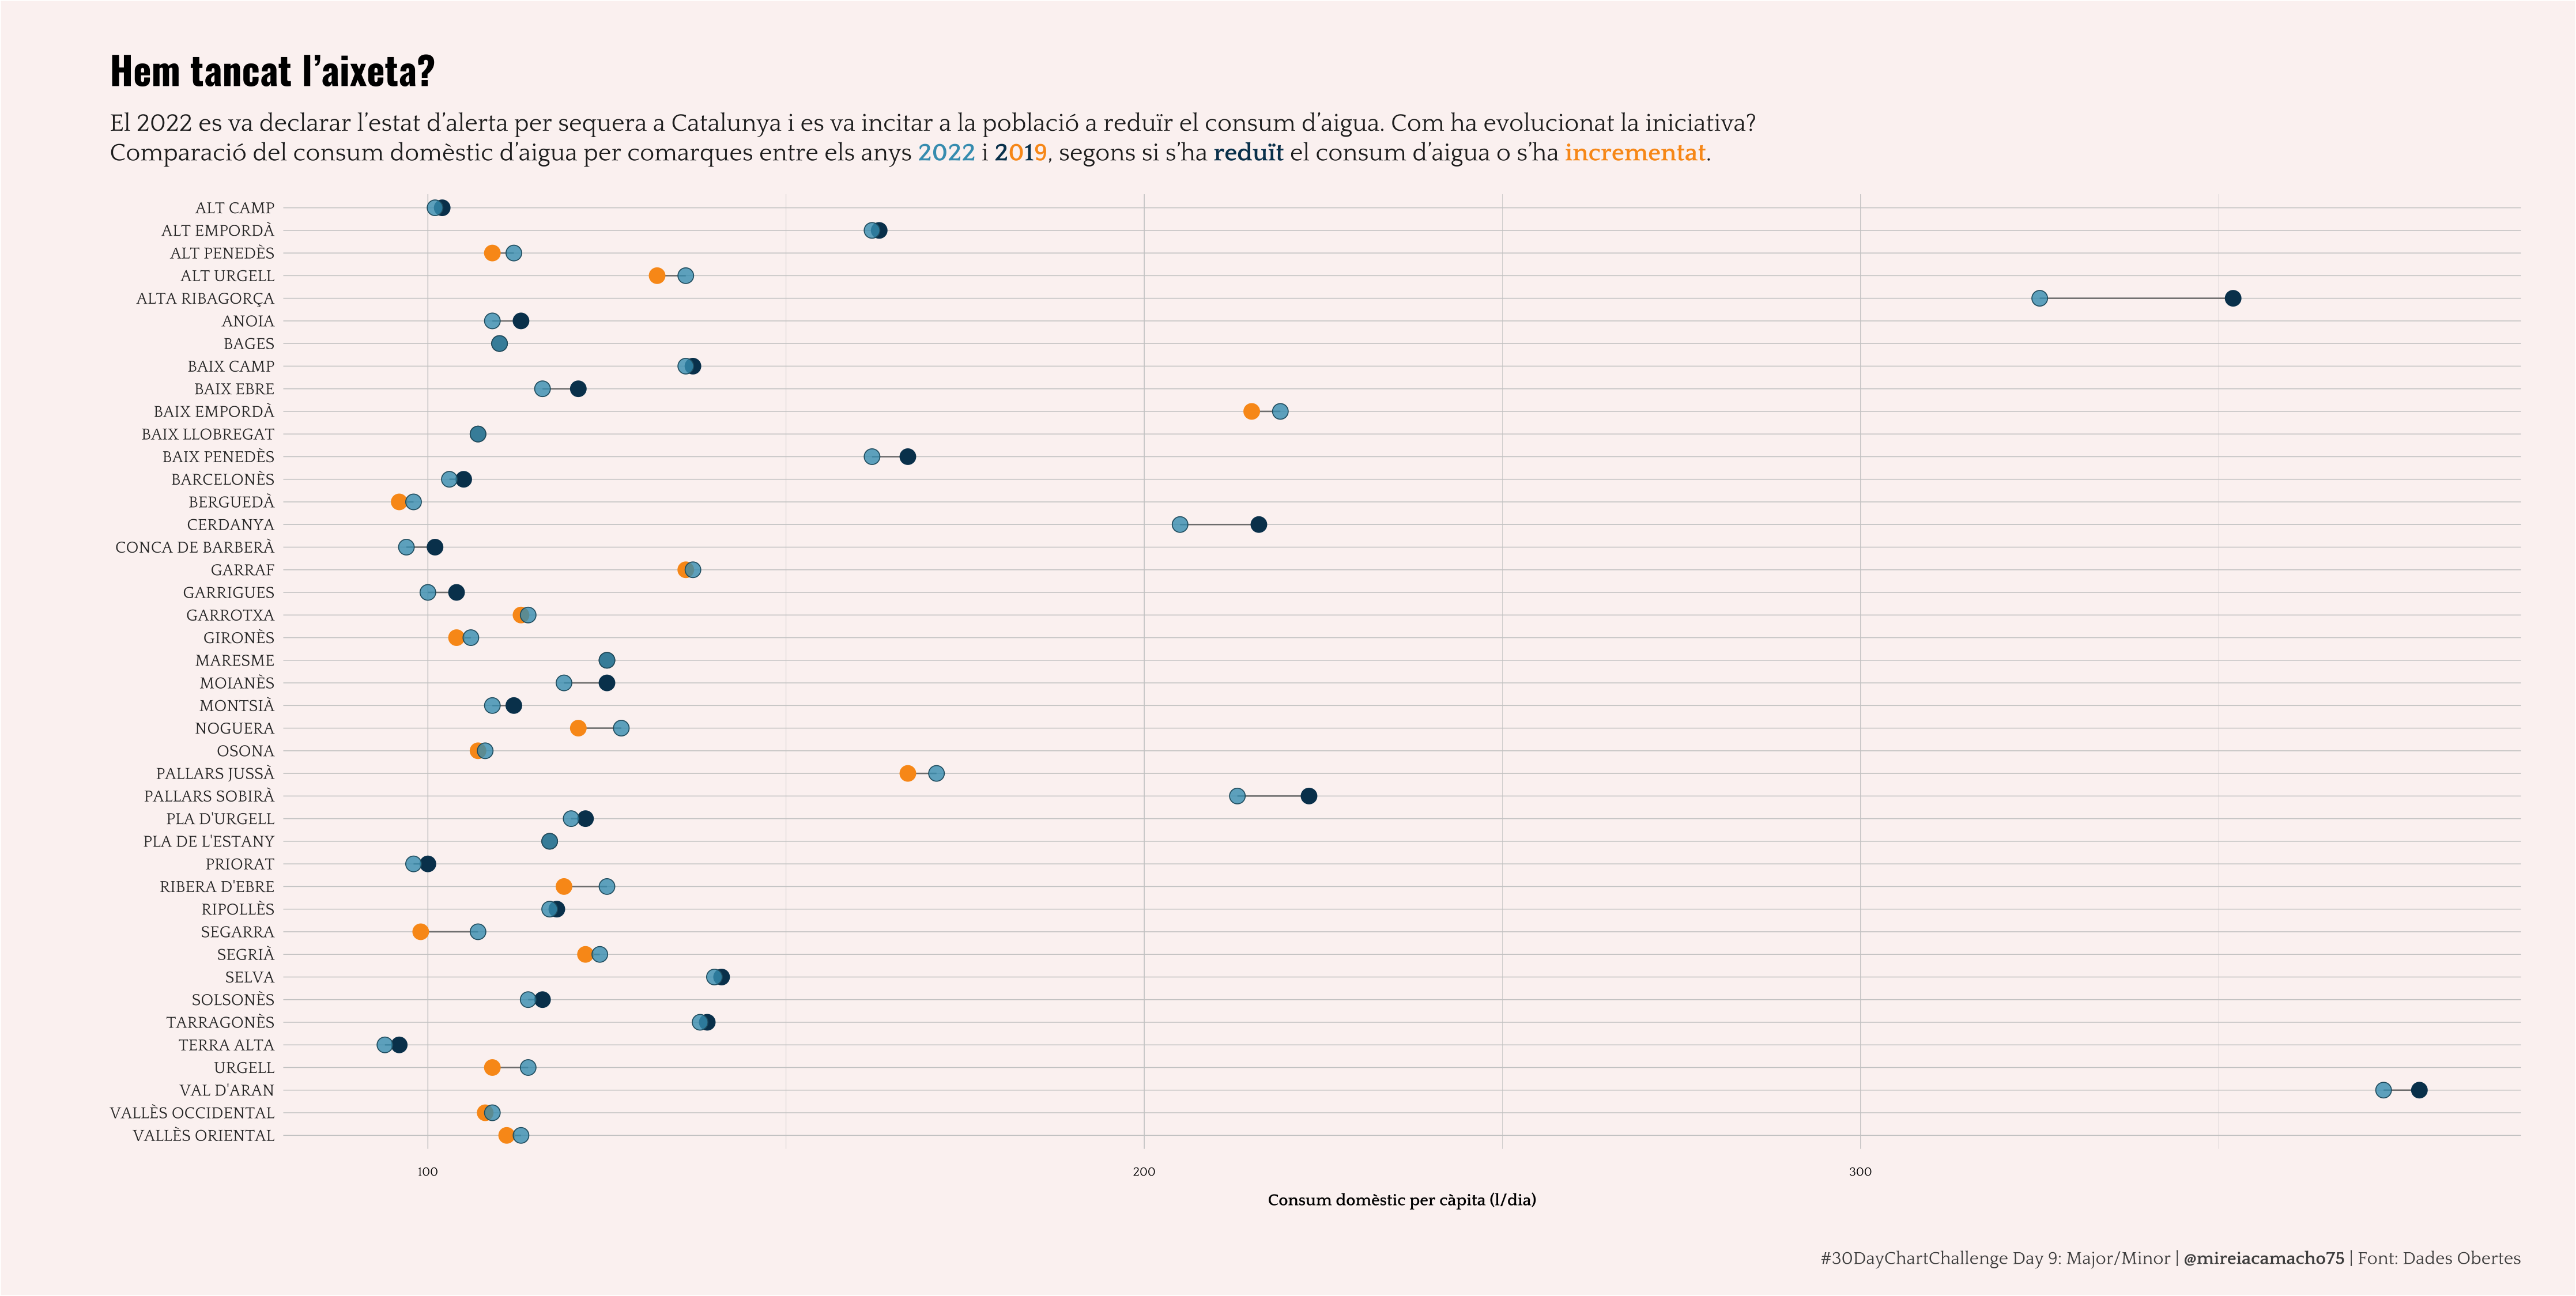 Hem tancat l’aixeta?
El 2022 es va declarar l’estat d’alerta per sequera a Catalunya i es va incitar a la població a reduïr el consum d’aigua. Com ha evolucionat la iniciativa?
Comparació del consum domèstic d’aigua per comarques entre els anys 2022 i 2019, segons si s’ha reduït el consum d’aigua o s’ha incrementat.
ALT CAMP
ALT EMPORDÀ
ALT PENEDÈS
ALT URGELL
ALTA RIBAGORÇA
ANOIA
BAGES
BAIX CAMP
BAIX EBRE
BAIX EMPORDÀ
BAIX LLOBREGAT
BAIX PENEDÈS
BARCELONÈS
BERGUEDÀ
CERDANYA
CONCA DE BARBERÀ
GARRAF
GARRIGUES
GARROTXA
GIRONÈS
MARESME
MOIANÈS
MONTSIÀ
NOGUERA
OSONA
PALLARS JUSSÀ
PALLARS SOBIRÀ
PLA D'URGELL
PLA DE L'ESTANY
PRIORAT
RIBERA D'EBRE
RIPOLLÈS
SEGARRA
SEGRIÀ
SELVA
SOLSONÈS
TARRAGONÈS
TERRA ALTA
URGELL
VAL D'ARAN
VALLÈS OCCIDENTAL
VALLÈS ORIENTAL
100 200 300
Consum domèstic per càpita (l/dia)
#30DayChartChallenge Day 9: Major/Minor | @mireiacamacho75 | Font: Dades Obertes